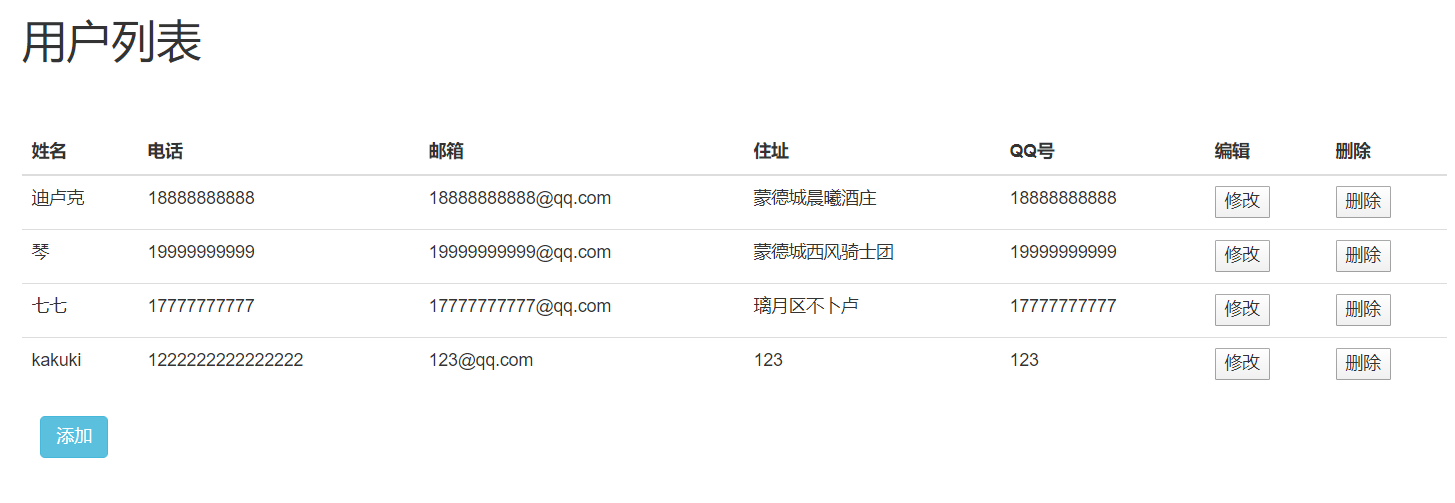 用户列表
姓名 电话 邮箱 住址 QQ号 编辑 删除
迪卢克 18888888888 18888888888@qq.com 蒙德城晨曦酒庄 18888888888 修改 删除
琴 19999999999 19999999999@qq.com 蒙德城西风骑士团 19999999999 修改 删除
七七 17777777777 17777777777@qq.com 璃月区不卜卢 17777777777 修改 删除
kakuki 1222222222222222 123@qq.com 123 123 修改 删除
添加